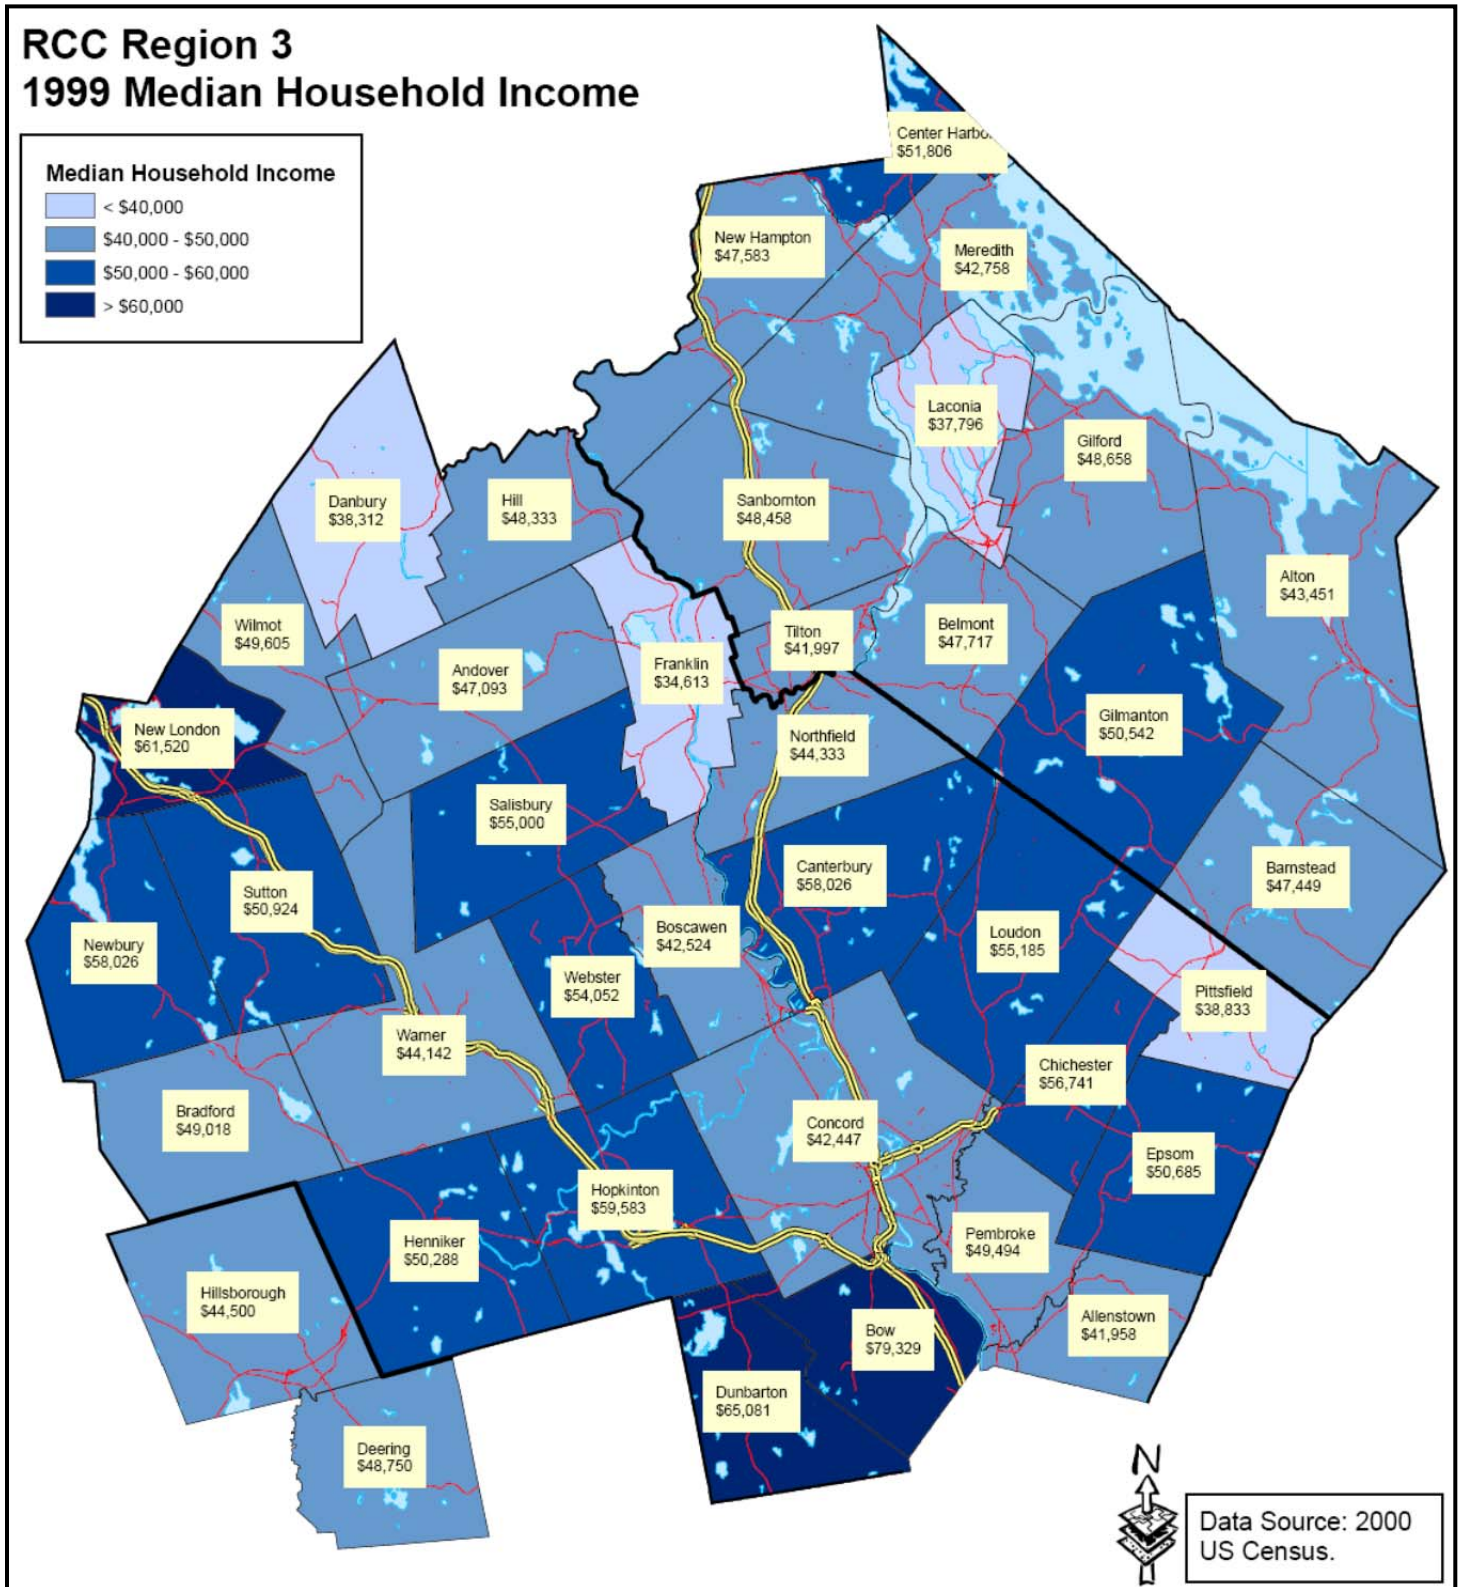 RCC Region 3
1999 Median Household Income
Median Household Income
< $40,000
$40,000 - $50,000
$50,000 - $60,000
> $60,000
Center Harbo
$51,806
New Hampton
$47,583
Meredith
$42,758
Laconia
$37,796
Gilford
$48,658
Danbury
$38,312
Hill
$48,333
Sanbornton
$48,458
Alton
$43,451
Wilmot
$49,605
Andover
$47,093
Franklin
$34,613
Tilton
$41,997
Belmont
$47,717
New London
$61,520
Northfield
$44,333
Gilmanton
$50,542
Salisbury
$55,000
Canterbury
$58,026
Barnstead
$47,449
Sutton
$50,924
Newbury
$58,026
Boscawen
$42,524
Loudon
$55,185
Webster
$54,052
Pittsfield
$38,833
Warner
$44,142
Chichester
$56,741
Bradford
$49,018
Concord
$42,447
Epsom
$50,685
Hopkinton
$59,583
Henniker
$50,288
Pembroke
$49,494
Hillsborough
$44,500
Allenstown
$41,958
Bow
$79,329
Dunbarton
$65,081
Deering
$48,750
N
Data Source: 2000
US Census.